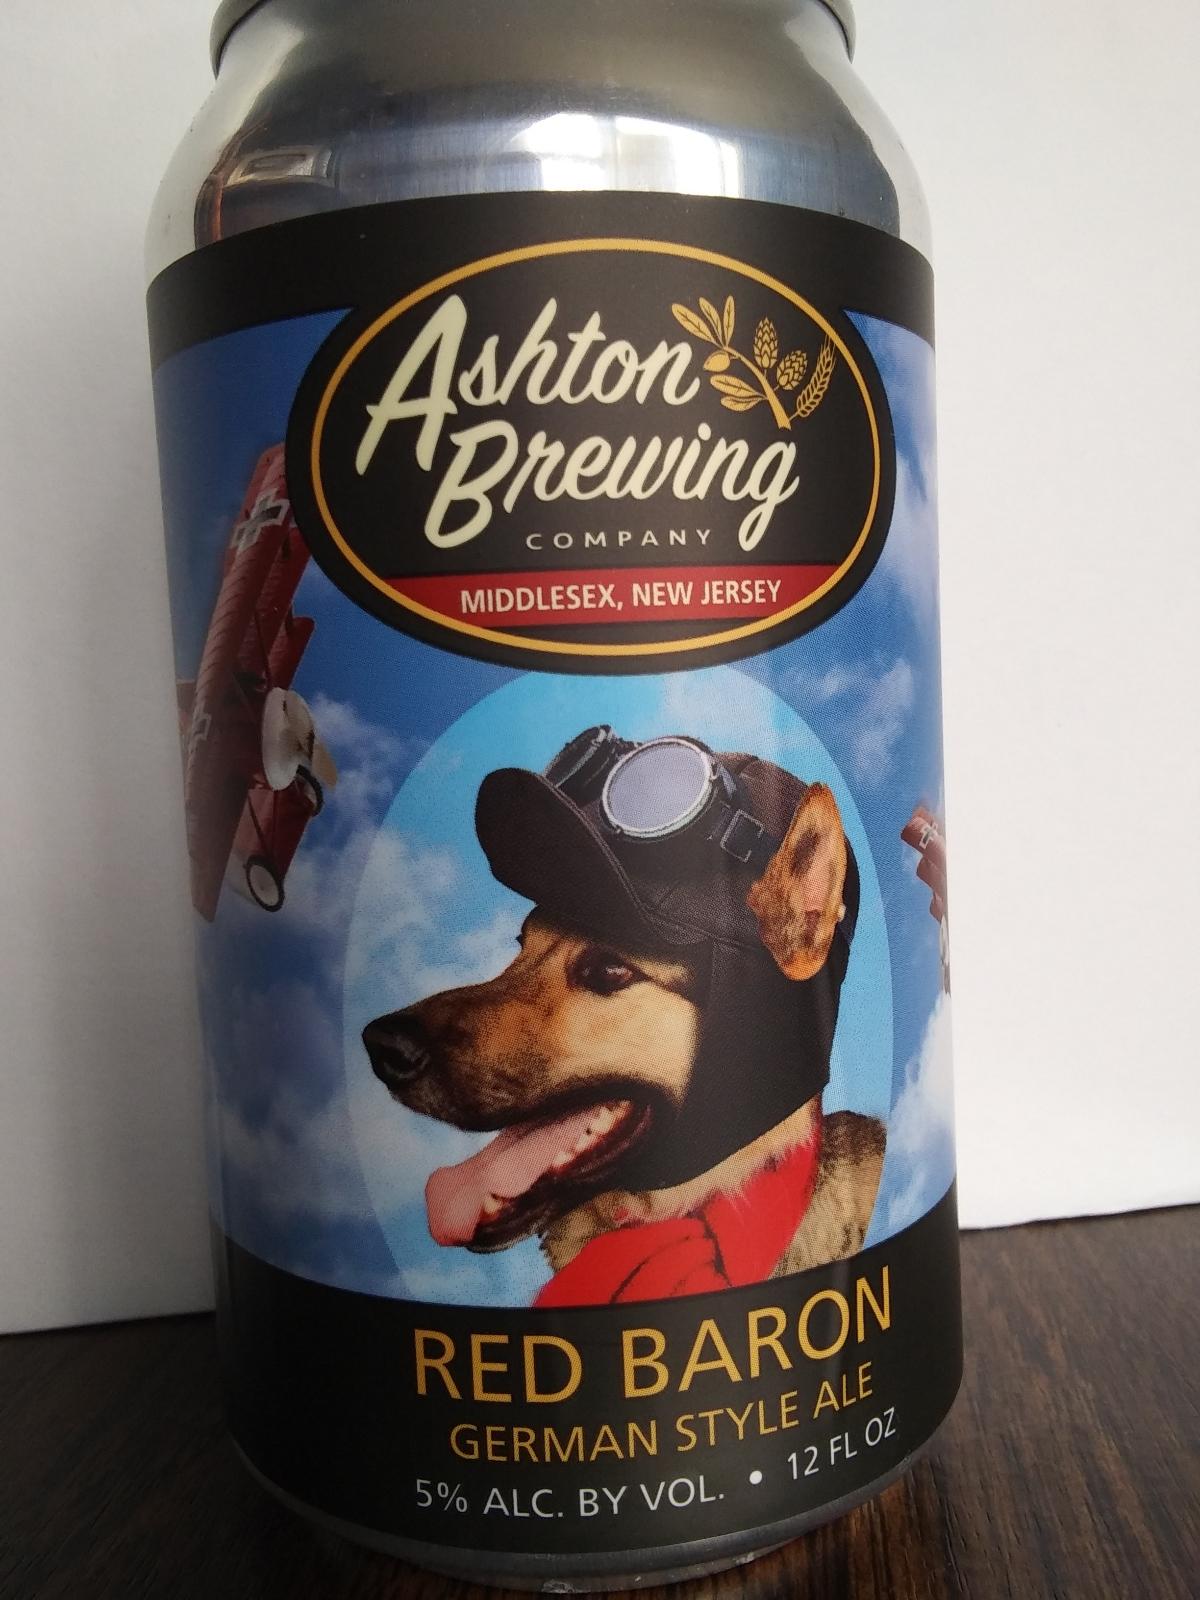 Ashton
Brewing
COMPANY
MIDDLESEX, NEW JERSEY
RED BARON
GERMAN STYLE ALE
5% ALC. BY VOL. • 12 FL OZ